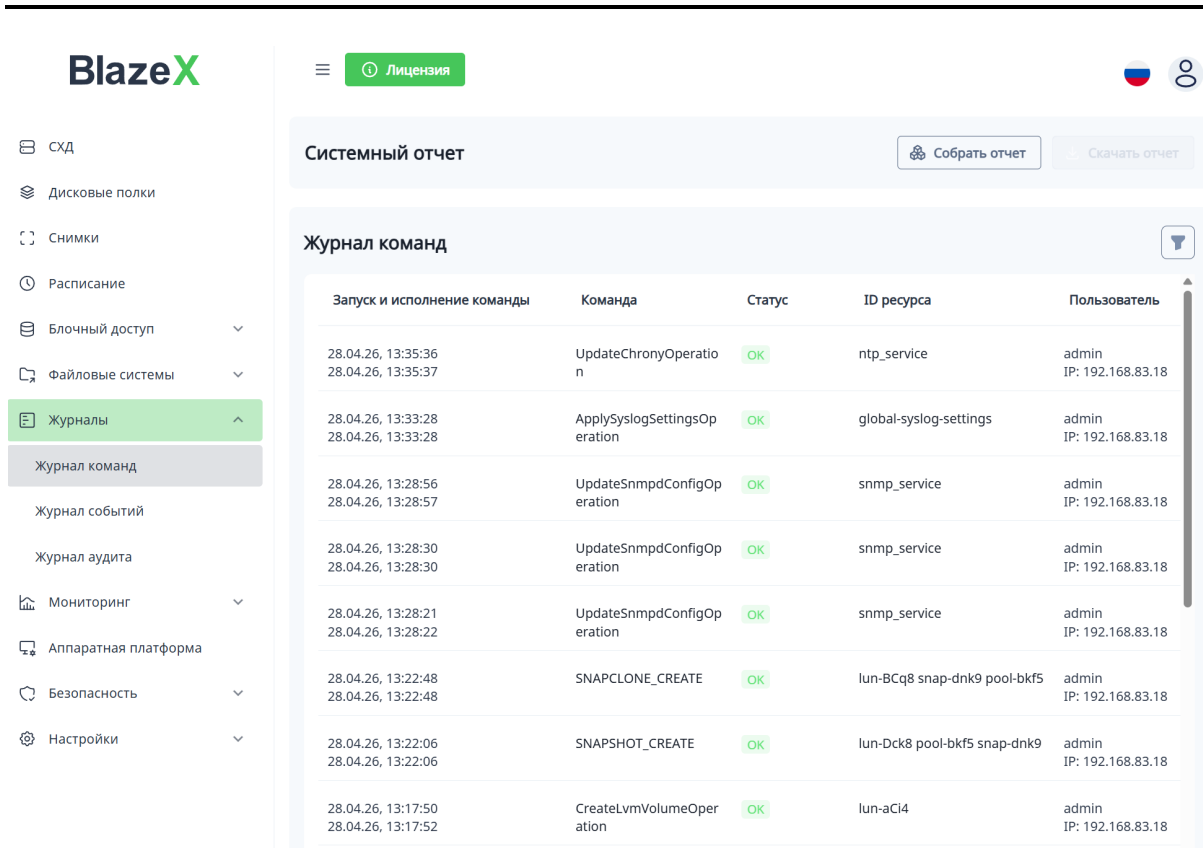 BlazeX
Лицензия
СХД
Дисковые полки
Снимки
Расписание
Блочный доступ
Файловые системы
Журналы
Журнал команд
Журнал событий
Журнал аудита
Мониторинг
Аппаратная платформа
Безопасность
Настройки
Системный отчет
Собрать отчет
Скачать отчет
Журнал команд
Запуск и исполнение команды Команда Статус ID ресурса Пользователь
28.04.26, 13:35:36 UpdateChronyOperatio OK ntp_service admin
28.04.26, 13:35:37 n IP: 192.168.83.18
28.04.26, 13:33:28 ApplySyslogSettingsOp OK global-syslog-settings admin
28.04.26, 13:33:28 eration IP: 192.168.83.18
28.04.26, 13:28:56 UpdateSnmpdConfigOp OK snmp_service admin
28.04.26, 13:28:57 eration IP: 192.168.83.18
28.04.26, 13:28:30 UpdateSnmpdConfigOp OK snmp_service admin
28.04.26, 13:28:30 eration IP: 192.168.83.18
28.04.26, 13:28:21 UpdateSnmpdConfigOp OK snmp_service admin
28.04.26, 13:28:22 eration IP: 192.168.83.18
28.04.26, 13:22:48 SNAPCLONE_CREATE OK lun-BCq8 snap-dnk9 pool-bkf5 admin
28.04.26, 13:22:48 IP: 192.168.83.18
28.04.26, 13:22:06 SNAPSHOT_CREATE OK lun-Dck8 pool-bkf5 snap-dnk9 admin
28.04.26, 13:22:06 IP: 192.168.83.18
28.04.26, 13:17:50 CreateLvmVolumeOper OK lun-aCi4 admin
28.04.26, 13:17:52 ation IP: 192.168.83.18